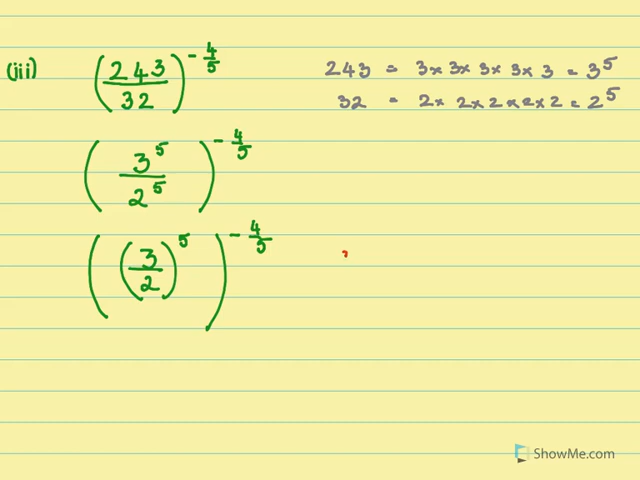 (iii) (243/32)^(-4/5) 243 = 3 × 3 × 3 × 3 × 3 = 3^5
32 = 2 × 2 × 2 × 2 × 2 = 2^5
(3^5/2^5)^(-4/5)
((3/2)^5)^(-4/5)
ShowMe.com